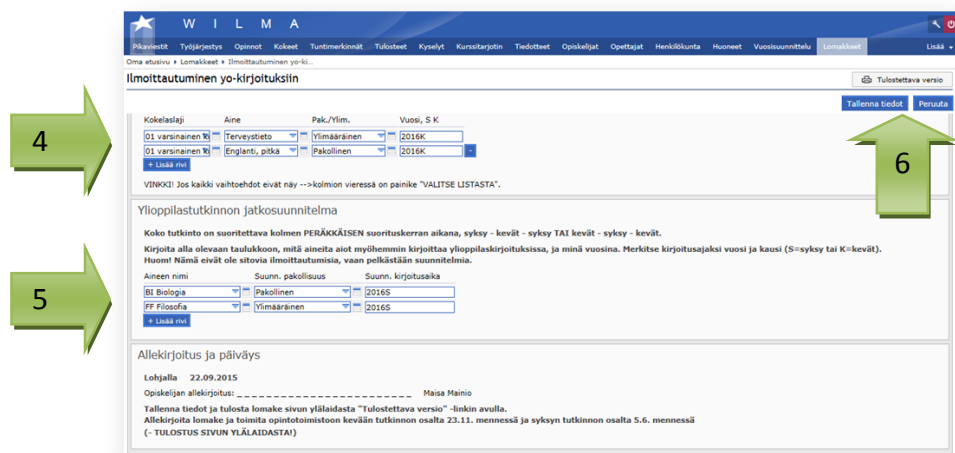 W I L M A
Pikaviestit Työjärjestys Opinnot Kokeet Tuntimerkinnät Tulosteet Kyselyt Kurssitarjotin Tiedotteet Opiskelijat Opettajat Henkilökunta Huoneet Vuosisuunnittelu Lomakkeet Lisää
Oma etusivu Lomakkeet Ilmoittautuminen yo-ki...
Ilmoittautuminen yo-kirjoituksiin
Tulostettava versio
Tallenna tiedot Peruuta
4
6
Kokelaslaji Aine Pak./Ylim. Vuosi, S K
01 varsinainen Terveystieto Ylimääräinen 2016K
01 varsinainen Englanti, pitkä Pakollinen 2016K -
+ Lisää rivi
VINKKI! Jos kaikki vaihtoehdot eivät näy -->kolmion vieressä on painike "VALITSE LISTASTA".
Ylioppilastutkinnon jatkosuunnitelma
Koko tutkinto on suoritettava kolmen PERÄKKÄISEN suorituskerran aikana, syksy - kevät - syksy TAI kevät - syksy - kevät.
Kirjoita alla olevaan taulukkoon, mitä aineita aiot myöhemmin kirjoittaa ylioppilaskirjoituksissa, ja minä vuosina. Merkitse kirjoitusajaksi vuosi ja kausi (S=syksy tai K=kevät).
Huom! Nämä eivät ole sitovia ilmoittautumisia, vaan pelkästään suunnitelmia.
5
Aineen nimi Suunn. pakollisuus Suunn. kirjoitusaika
BI Biologia Pakollinen 2016S
FF Filosofia Ylimääräinen 2016S
+ Lisää rivi
Allekirjoitus ja päiväys
Lohjalla 22.09.2015
Opiskelijan allekirjoitus: _ _ _ _ _ _ _ _ _ _ _ _ _ _ _ _ _ _ _ _ _ _ _ _ Maisa Mainio
Tallenna tiedot ja tulosta lomake sivun ylälaidasta "Tulostettava versio" -linkin avulla.
Allekirjoita lomake ja toimita opintotoimistoon kevään tutkinnon osalta 23.11. mennessä ja syksyn tutkinnon osalta 5.6. mennessä
(- TULOSTUS SIVUN YLÄLAIDASTA!)